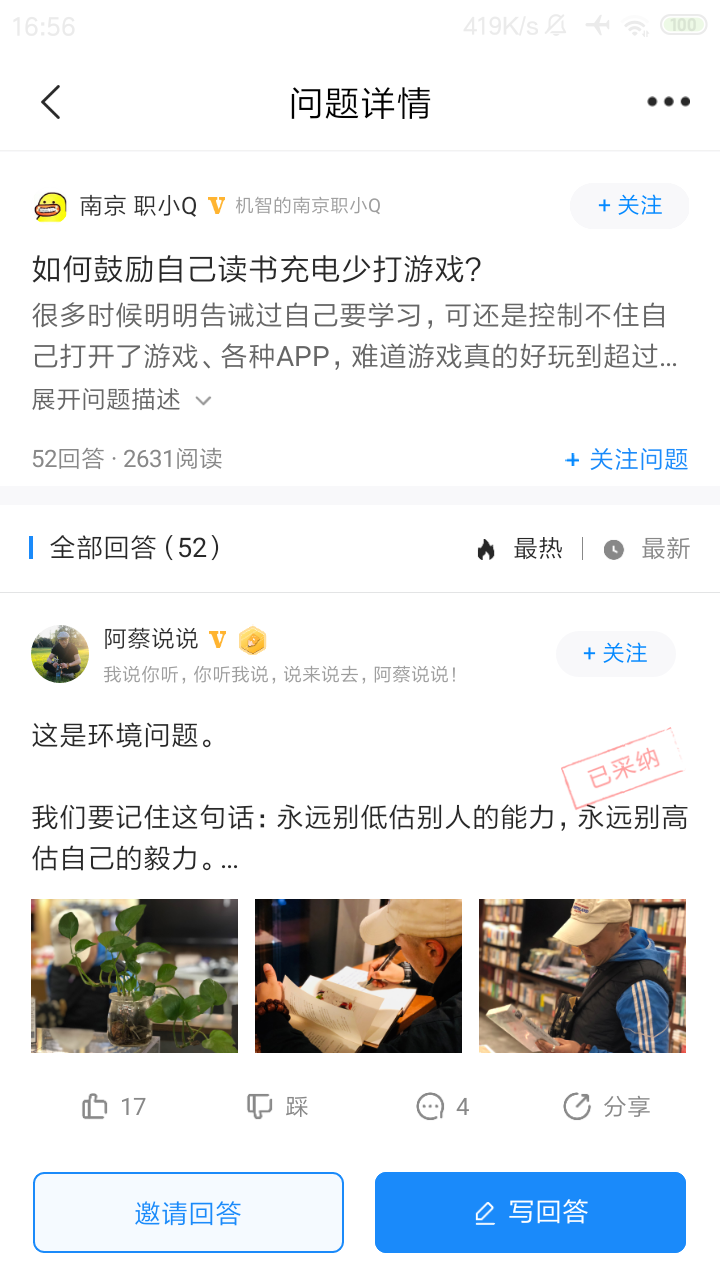 16:56
419K/s
100
问题详情
南京 职小Q V 机智的南京职小Q
+ 关注
如何鼓励自己读书充电少打游戏?
很多时候明明告诫过自己要学习，可还是控制不住自
己打开了游戏、各种APP，难道游戏真的好玩到超过...
展开问题描述
52回答 · 2631阅读
+ 关注问题
全部回答（52）
最热
最新
阿蔡说说 V
+ 关注
我说你听，你听我说，说来说去，阿蔡说说！
这是环境问题。
已采纳
我们要记住这句话：永远别低估别人的能力，永远别高
估自己的毅力。...
17
踩
4
分享
邀请回答
写回答